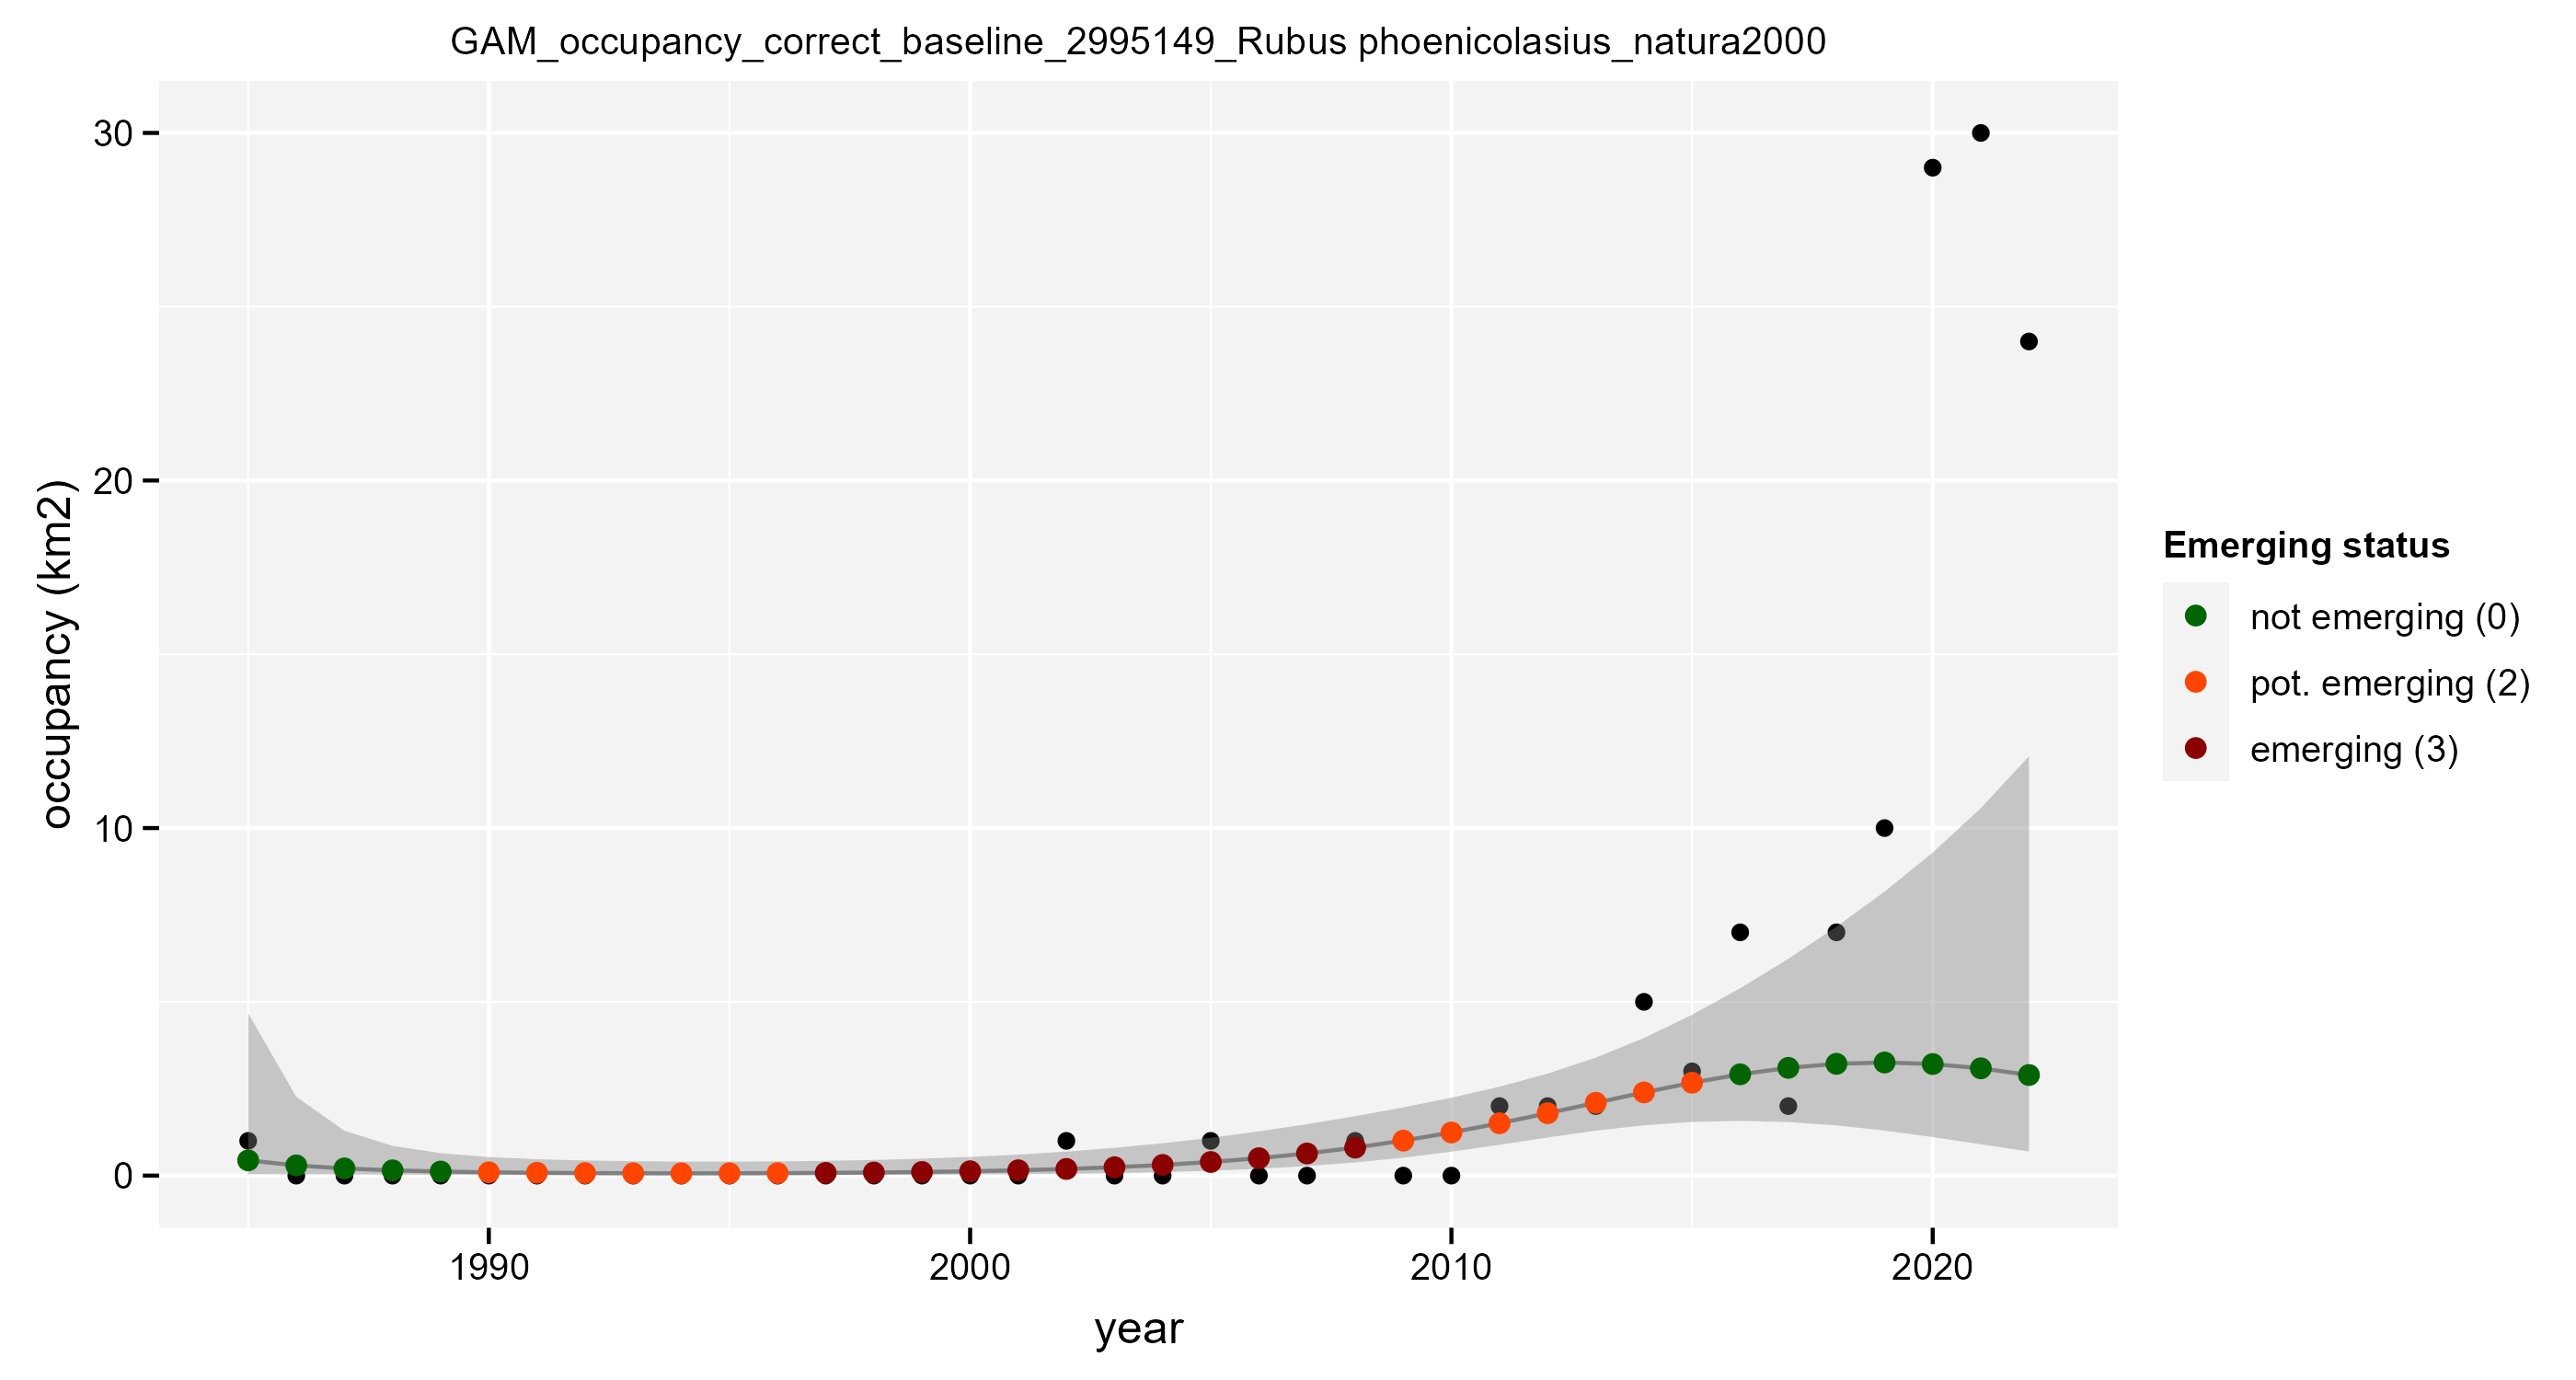 GAM_occupancy_correct_baseline_2995149_Rubus phoenicolasius_natura2000
occupancy (km2)
30
20
10
0
1990
2000
2010
2020
year
Emerging status
not emerging (0)
pot. emerging (2)
emerging (3)